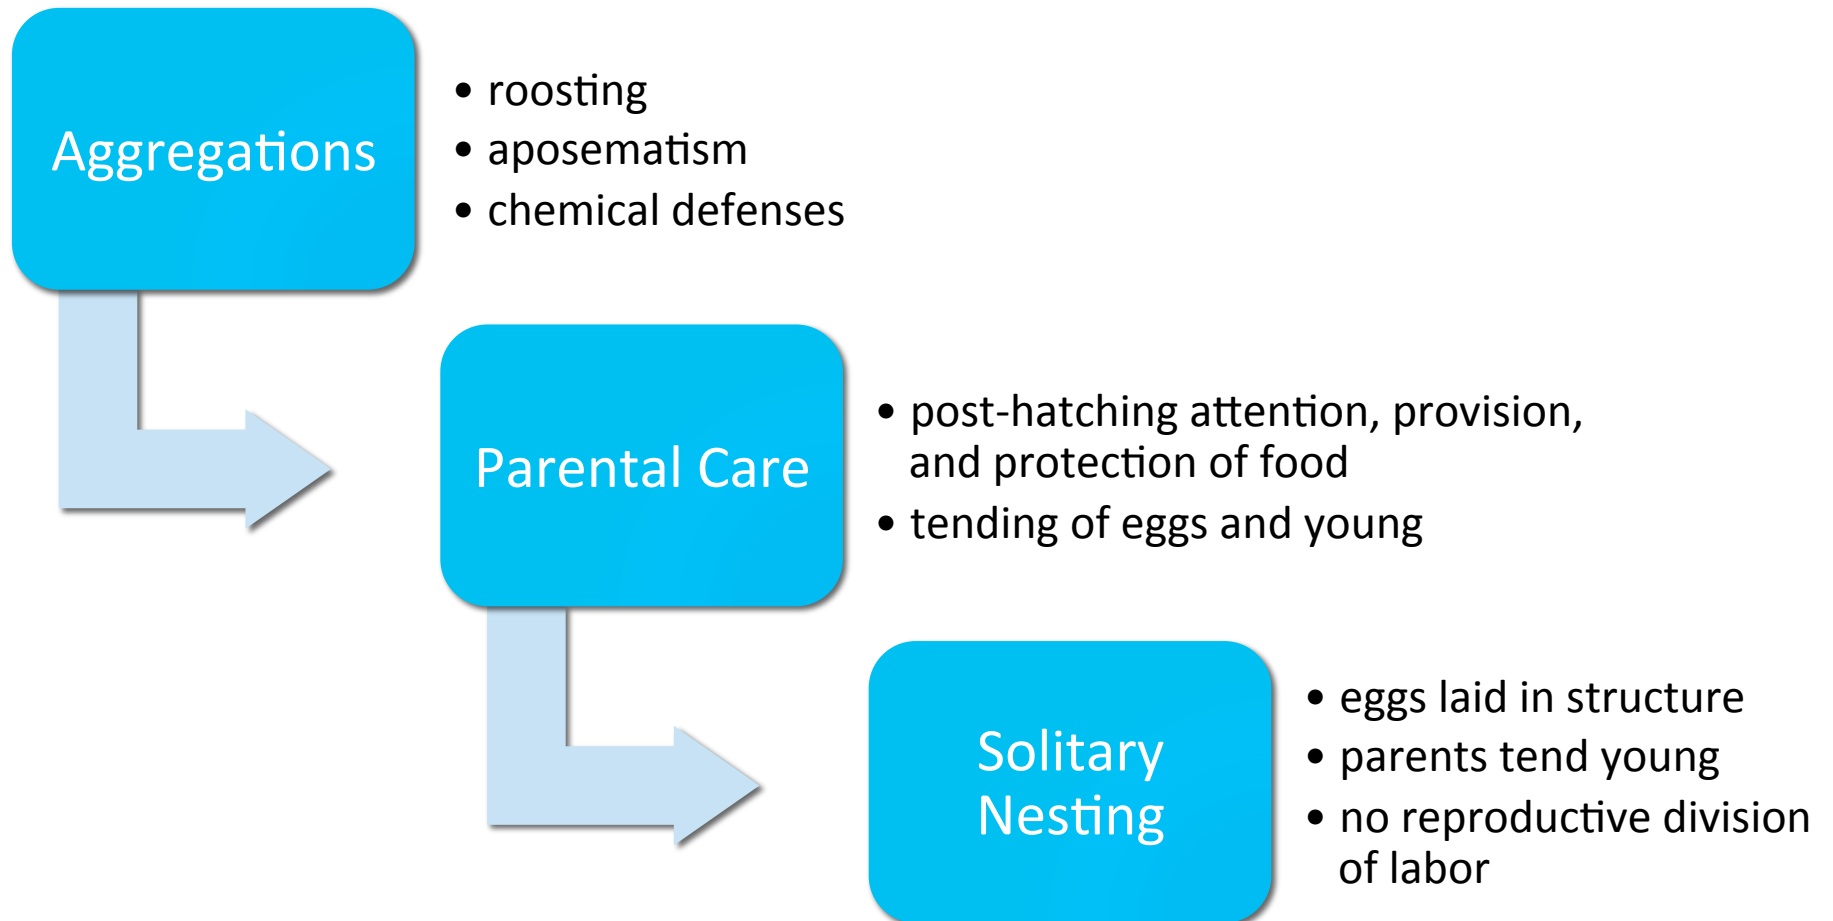 Aggregations
• roosting
• aposematism
• chemical defenses
Parental Care
• post-hatching attention, provision,
and protection of food
• tending of eggs and young
Solitary
Nesting
• eggs laid in structure
• parents tend young
• no reproductive division
of labor